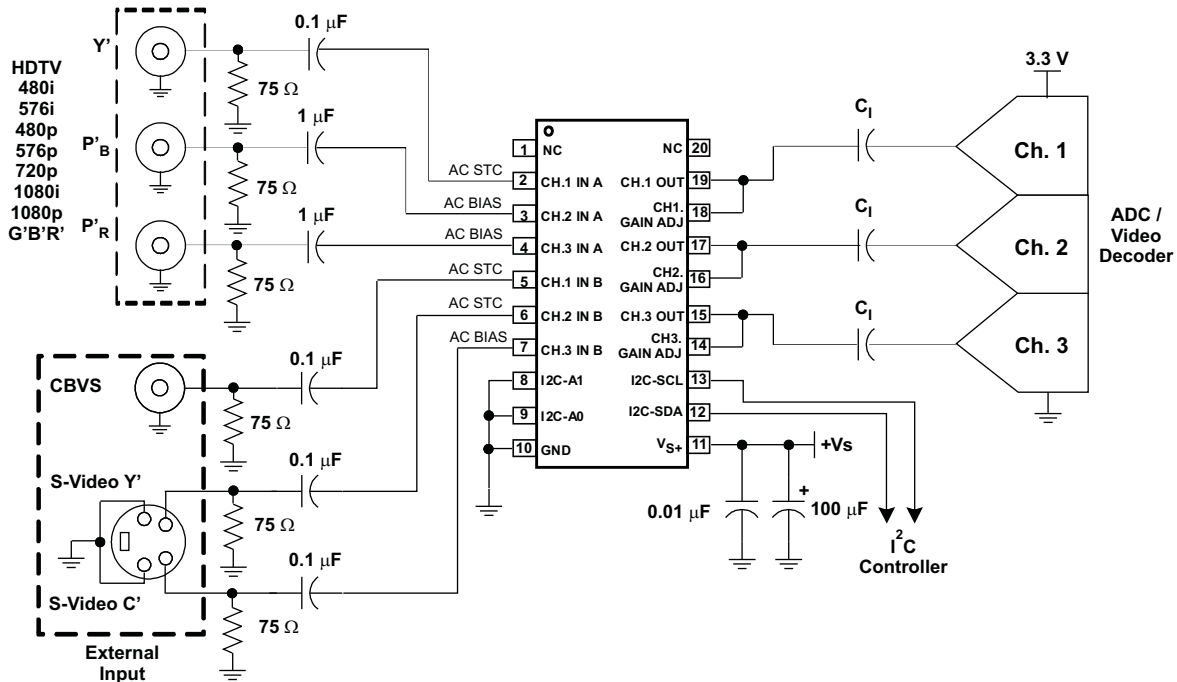 HDTV
480i
576i
480p
576p
720p
1080i
1080p
G'B'R'
Y'
P'B
P'R
0.1 μF
75 Ω
1 μF
75 Ω
1 μF
75 Ω
AC STC
AC BIAS
AC BIAS
AC STC
AC STC
AC BIAS
CBVS
0.1 μF
75 Ω
S-Video Y'
0.1 μF
75 Ω
S-Video C'
0.1 μF
75 Ω
External
Input
1 NC
2 CH.1 IN A
3 CH.2 IN A
4 CH.3 IN A
5 CH.1 IN B
6 CH.2 IN B
7 CH.3 IN B
8 I2C-A1
9 I2C-A0
10 GND
NC 20
CH.1 OUT 19
CH1.
GAIN ADJ 18
CH.2 OUT 17
CH2.
GAIN ADJ 16
CH.3 OUT 15
CH3.
GAIN ADJ 14
I2C-SCL 13
I2C-SDA 12
VS+ 11
CI
CI
CI
3.3 V
Ch. 1
Ch. 2
Ch. 3
ADC /
Video
Decoder
+Vs
0.01 μF
+
100 μF
I2C
Controller